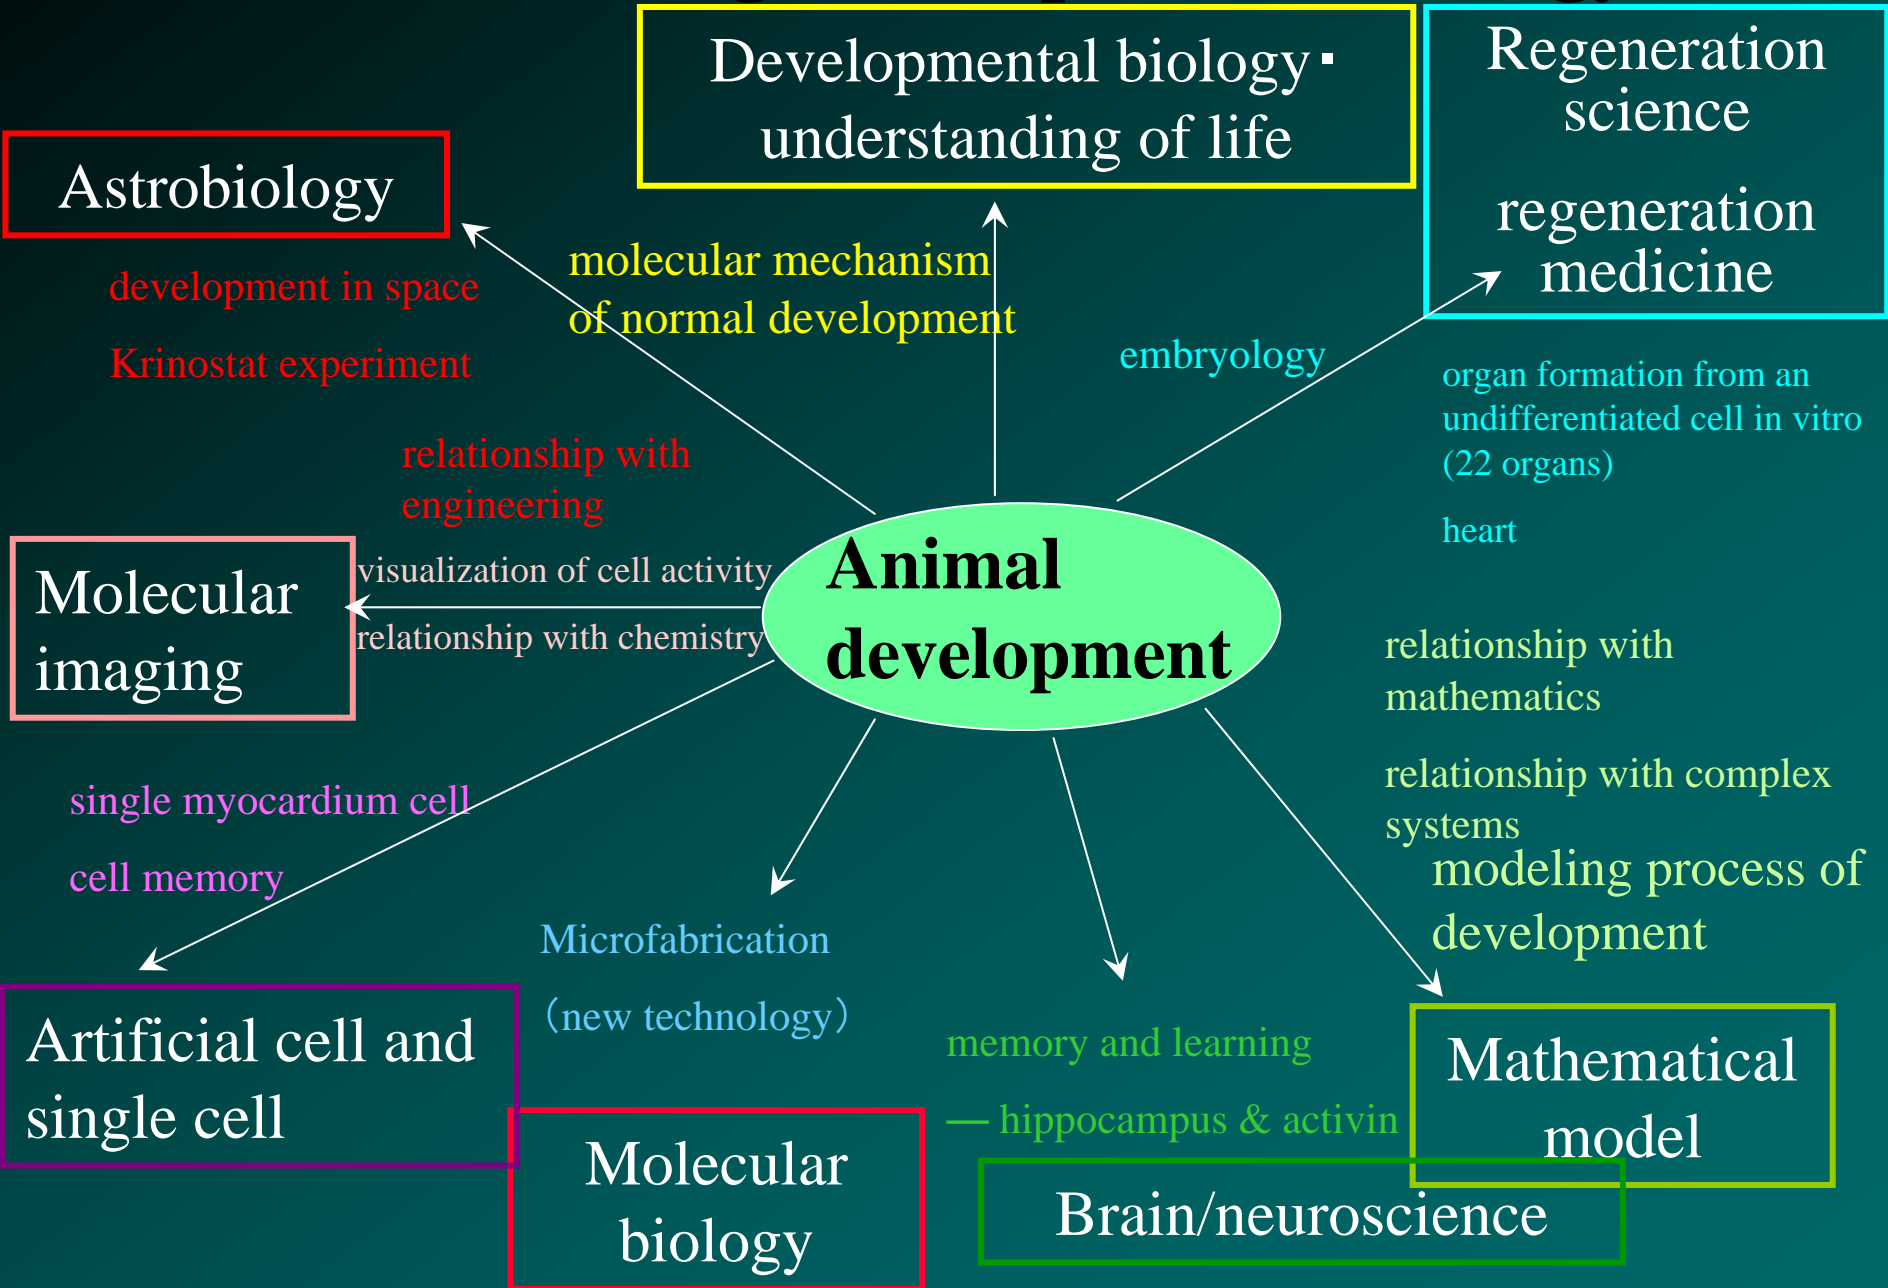 Developmental biology・
understanding of life
Regeneration
science
regeneration
medicine
Astrobiology
development in space
Krinostat experiment
molecular mechanism
of normal development
embryology
organ formation from an
undifferentiated cell in vitro
(22 organs)
heart
relationship with
engineering
Molecular
imaging
visualization of cell activity
relationship with chemistry
Animal
development
relationship with
mathematics
relationship with complex
systems
modeling process of
development
single myocardium cell
cell memory
Microfabrication
（new technology）
memory and learning
— hippocampus & activin
Artificial cell and
single cell
Molecular
biology
Brain/neuroscience
Mathematical
model